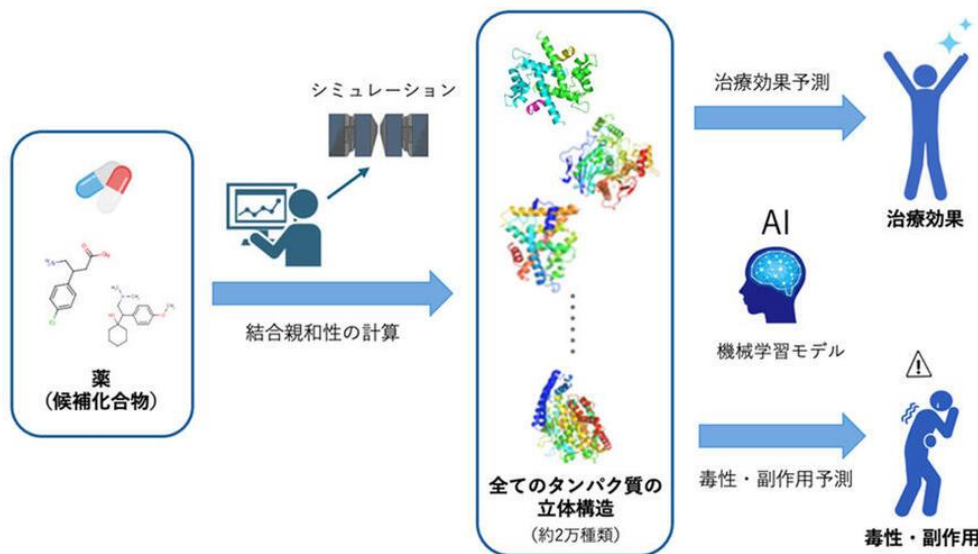 シミュレーション
薬
（候補化合物）
結合親和性の計算
全てのタンパク質の
立体構造
（約2万種類）
治療効果予測
治療効果
AI
機械学習モデル
毒性・副作用予測
毒性・副作用